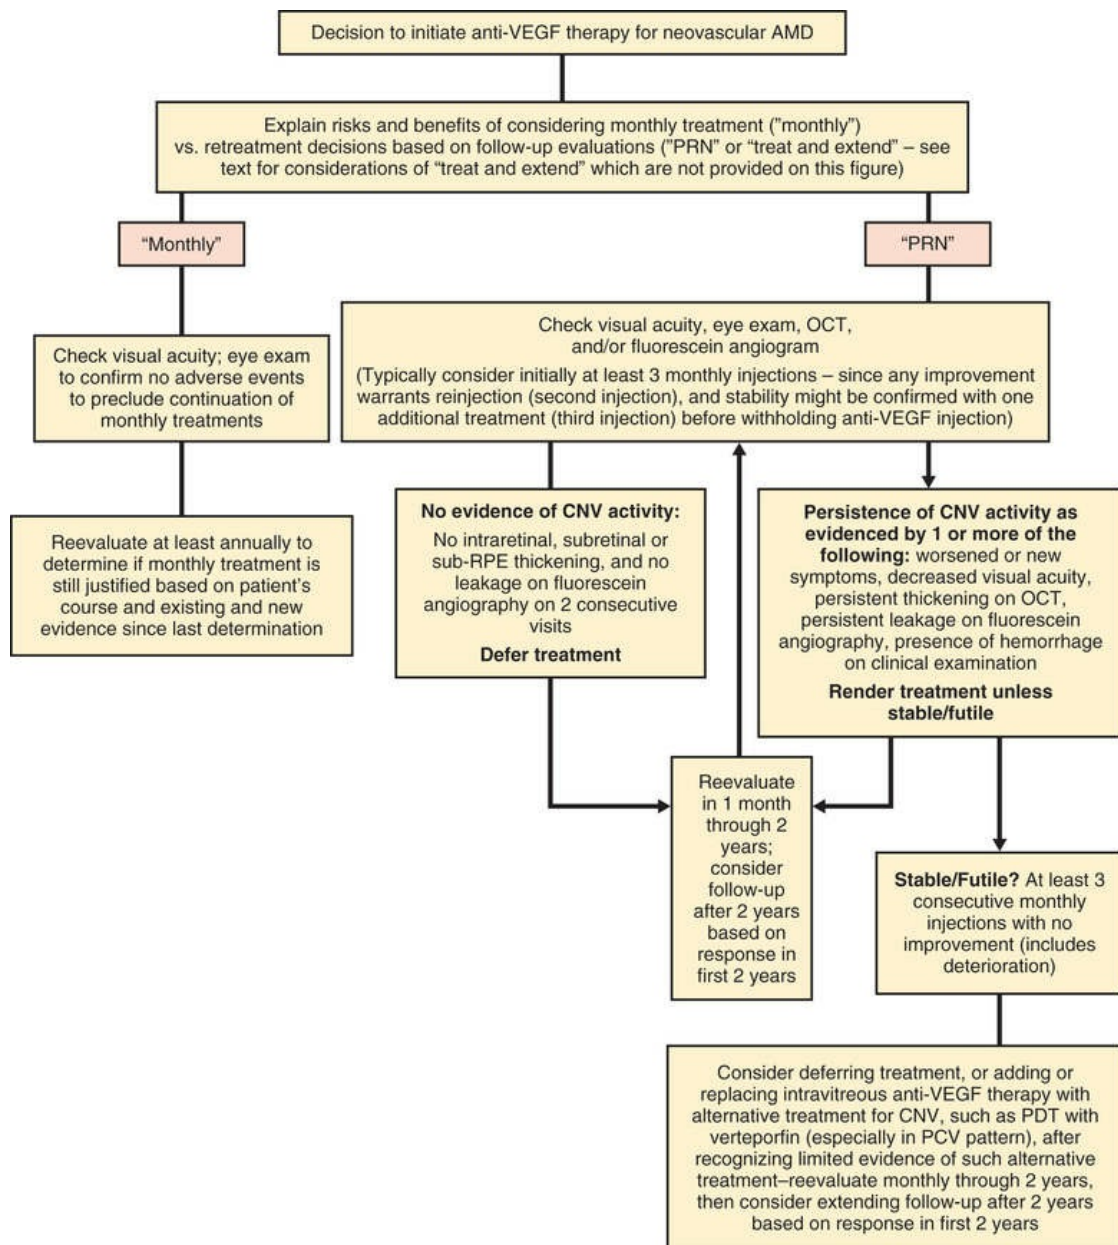 Decision to initiate anti-VEGF therapy for neovascular AMD
Explain risks and benefits of considering monthly treatment ("monthly")
vs. retreatment decisions based on follow-up evaluations ("PRN" or “treat and extend” – see
text for considerations of “treat and extend” which are not provided on this figure)
“Monthly”
“PRN”
Check visual acuity; eye exam
to confirm no adverse events
to preclude continuation of
monthly treatments
Reevaluate at least annually to
determine if monthly treatment is
still justified based on patient’s
course and existing and new
evidence since last determination
Check visual acuity, eye exam, OCT,
and/or fluorescein angiogram
(Typically consider initially at least 3 monthly injections – since any improvement
warrants reinjection (second injection), and stability might be confirmed with one
additional treatment (third injection) before withholding anti-VEGF injection)
No evidence of CNV activity:
No intraretinal, subretinal or
sub-RPE thickening, and no
leakage on fluorescein
angiography on 2 consecutive
visits
Defer treatment
Persistence of CNV activity as
evidenced by 1 or more of the
following: worsened or new
symptoms, decreased visual acuity,
persistent thickening on OCT,
persistent leakage on fluorescein
angiography, presence of hemorrhage
on clinical examination
Render treatment unless
stable/futile
Reevaluate
in 1 month
through 2
years;
consider
follow-up
after 2 years
based on
response in
first 2 years
Stable/Futile? At least 3
consecutive monthly
injections with no
improvement (includes
deterioration)
Consider deferring treatment, or adding or
replacing intravitreous anti-VEGF therapy with
alternative treatment for CNV, such as PDT with
verteporfin (especially in PCV pattern), after
recognizing limited evidence of such alternative
treatment–reevaluate monthly through 2 years,
then consider extending follow-up after 2 years
based on response in first 2 years